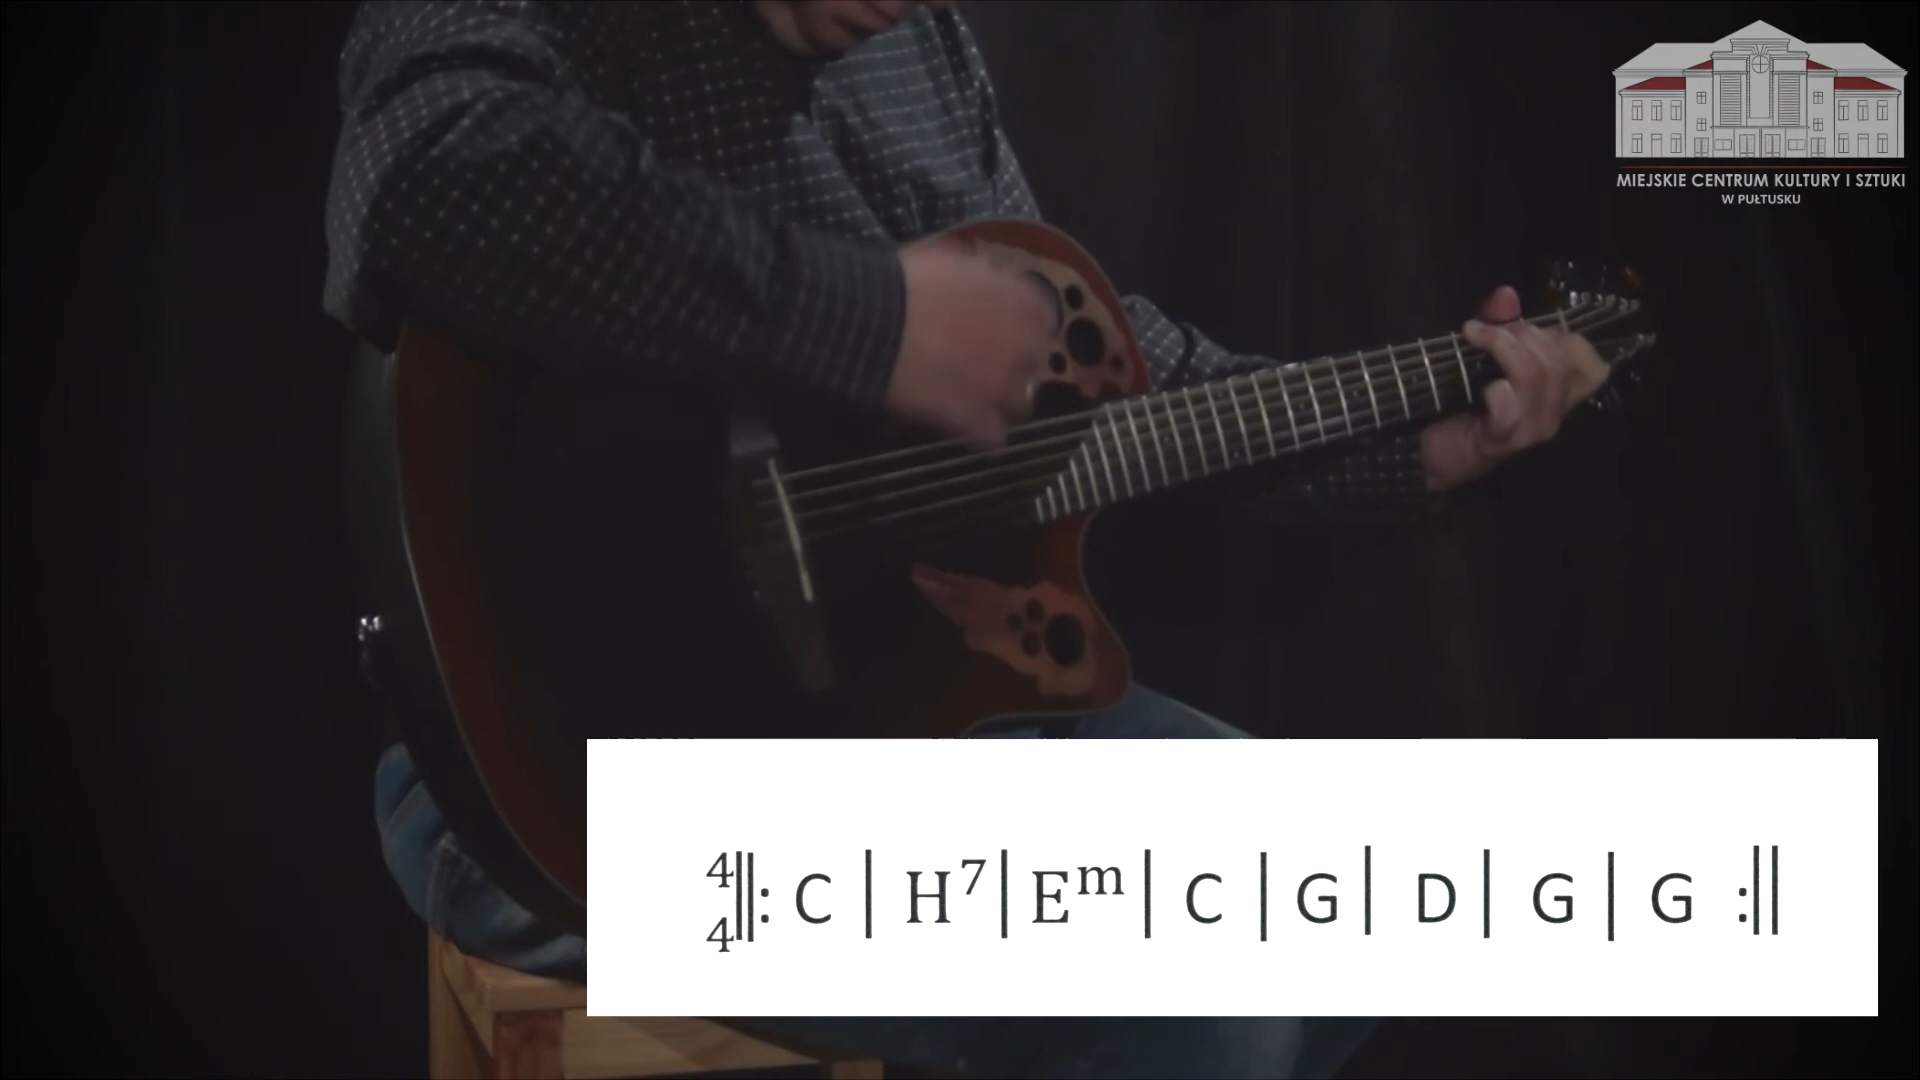 MIEJSKIE CENTRUM KULTURY I SZTUKI
W PUŁTUSKU
4/4 ||: C | H⁷ | Eᵐ | C | G | D | G | G :||